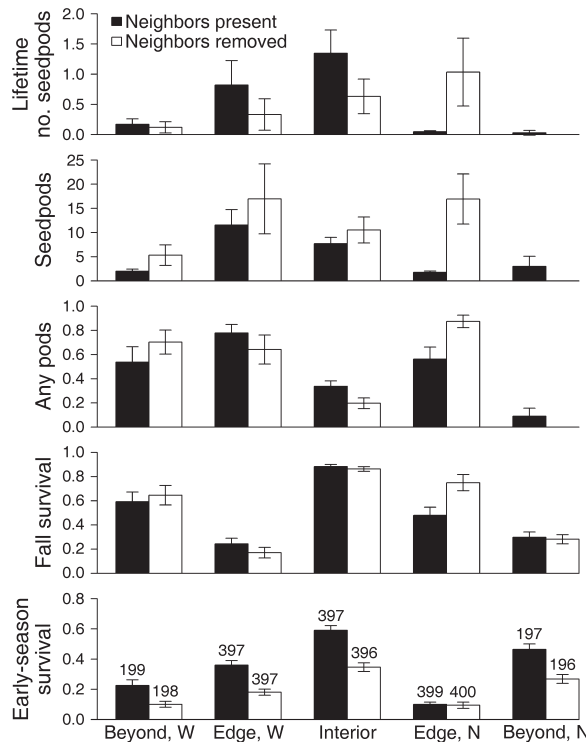 Neighbors present
Neighbors removed
Lifetime
no. seedpods
2.0
1.5
1.0
0.5
0.0
Seedpods
25
20
15
10
5
0
Any pods
1.0
0.8
0.6
0.4
0.2
0.0
Fall survival
1.0
0.8
0.6
0.4
0.2
0.0
Early-season
survival
0.8
0.6
0.4
0.2
0.0
199
198
397
397
397
396
399
400
197
196
Beyond, W
Edge, W
Interior
Edge, N
Beyond, N